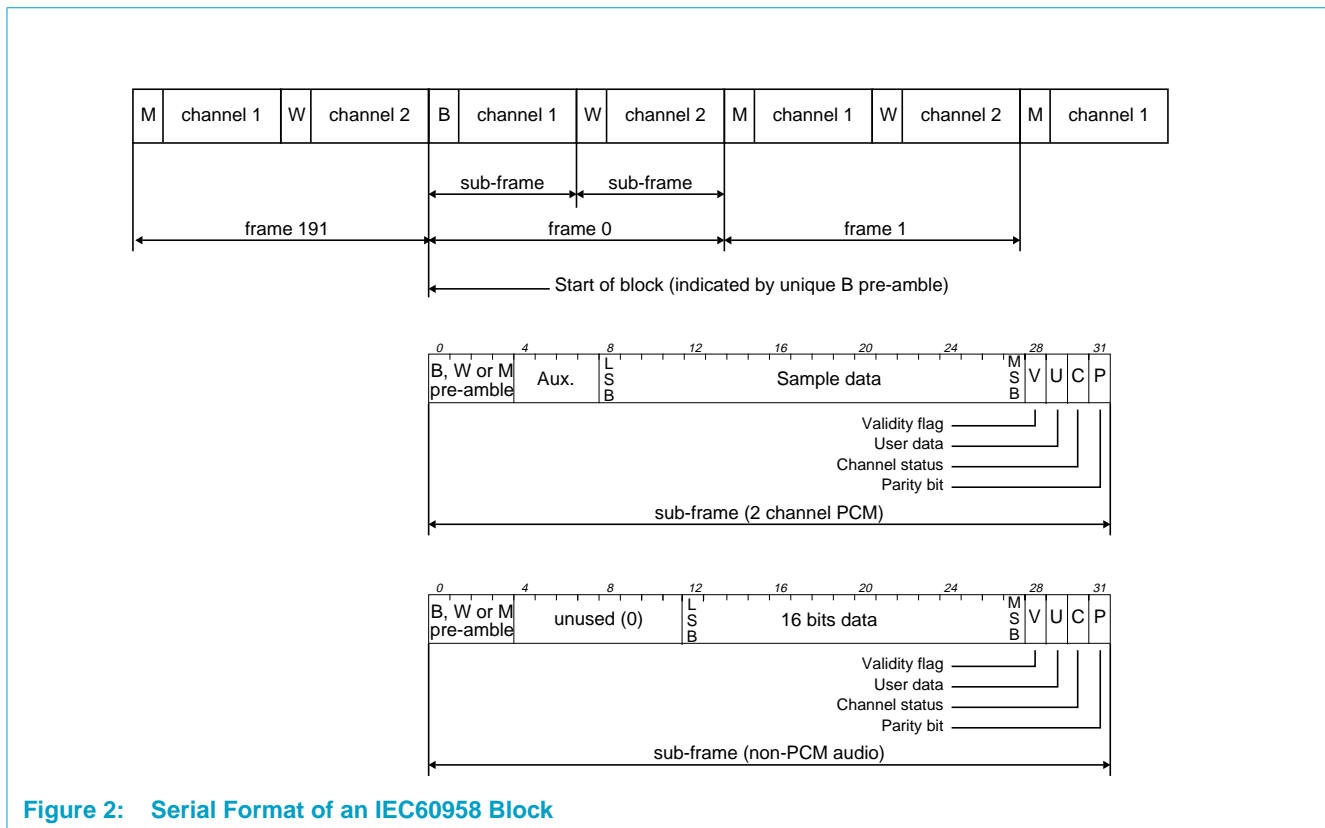 M channel 1 W channel 2 B channel 1 W channel 2 M channel 1 W channel 2 M channel 1
sub-frame sub-frame
frame 191 frame 0 frame 1
Start of block (indicated by unique B pre-amble)
0 4 8 12 16 20 24 28 31
B, W or M pre-amble Aux. LSB Sample data MSB V U C P
Validity flag
User data
Channel status
Parity bit
sub-frame (2 channel PCM)
0 4 8 12 16 20 24 28 31
B, W or M pre-amble unused (0) LSB 16 bits data MSB V U C P
Validity flag
User data
Channel status
Parity bit
sub-frame (non-PCM audio)
Figure 2: Serial Format of an IEC60958 Block